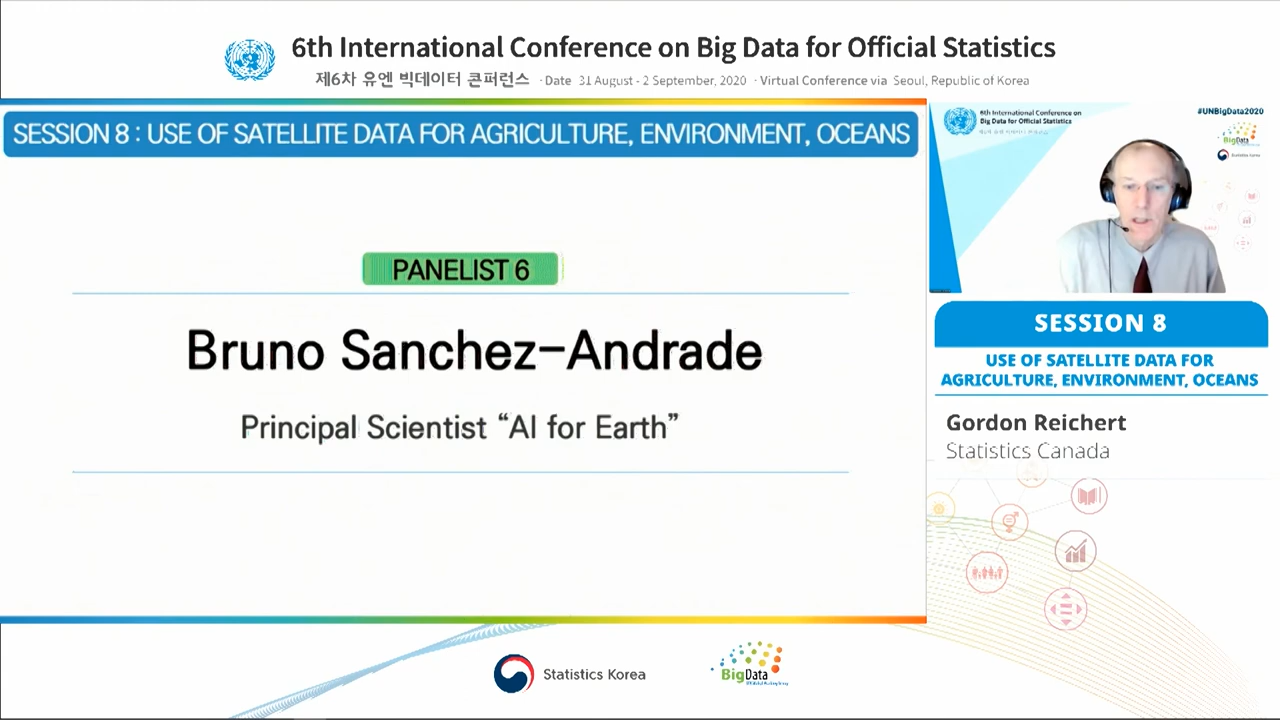 6th International Conference on Big Data for Official Statistics
제6차 유엔 빅데이터 콘퍼런스 · Date 31 August - 2 September, 2020 · Virtual Conference via Seoul, Republic of Korea
SESSION 8 : USE OF SATELLITE DATA FOR AGRICULTURE, ENVIRONMENT, OCEANS
PANELIST 6
Bruno Sanchez-Andrade
Principal Scientist “AI for Earth”
6th International Conference on
Big Data for Official Statistics
#UNBigData2020
BigData
Statistics Korea
SESSION 8
USE OF SATELLITE DATA FOR
AGRICULTURE, ENVIRONMENT, OCEANS
Gordon Reichert
Statistics Canada
Statistics Korea
BigData